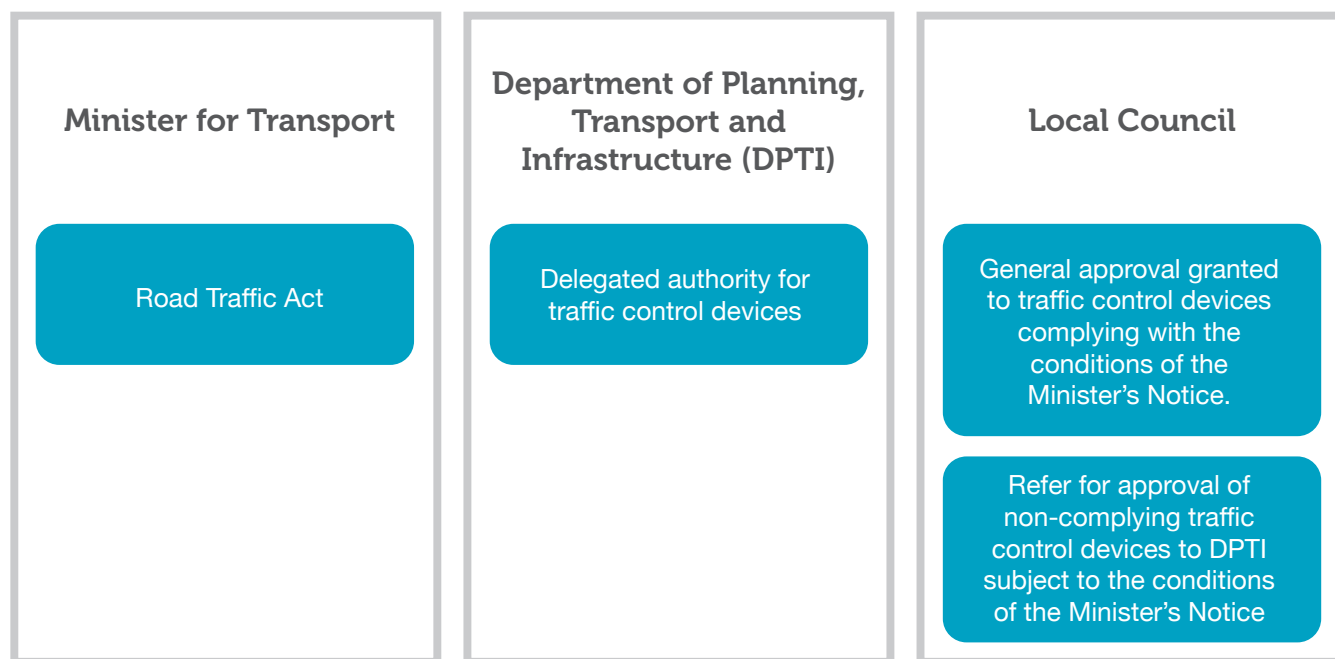 Minister for Transport
Road Traffic Act
Department of Planning,
Transport and
Infrastructure (DPTI)
Delegated authority for
traffic control devices
Local Council
General approval granted
to traffic control devices
complying with the
conditions of the
Minister’s Notice.
Refer for approval of
non-complying traffic
control devices to DPTI
subject to the conditions
of the Minister’s Notice